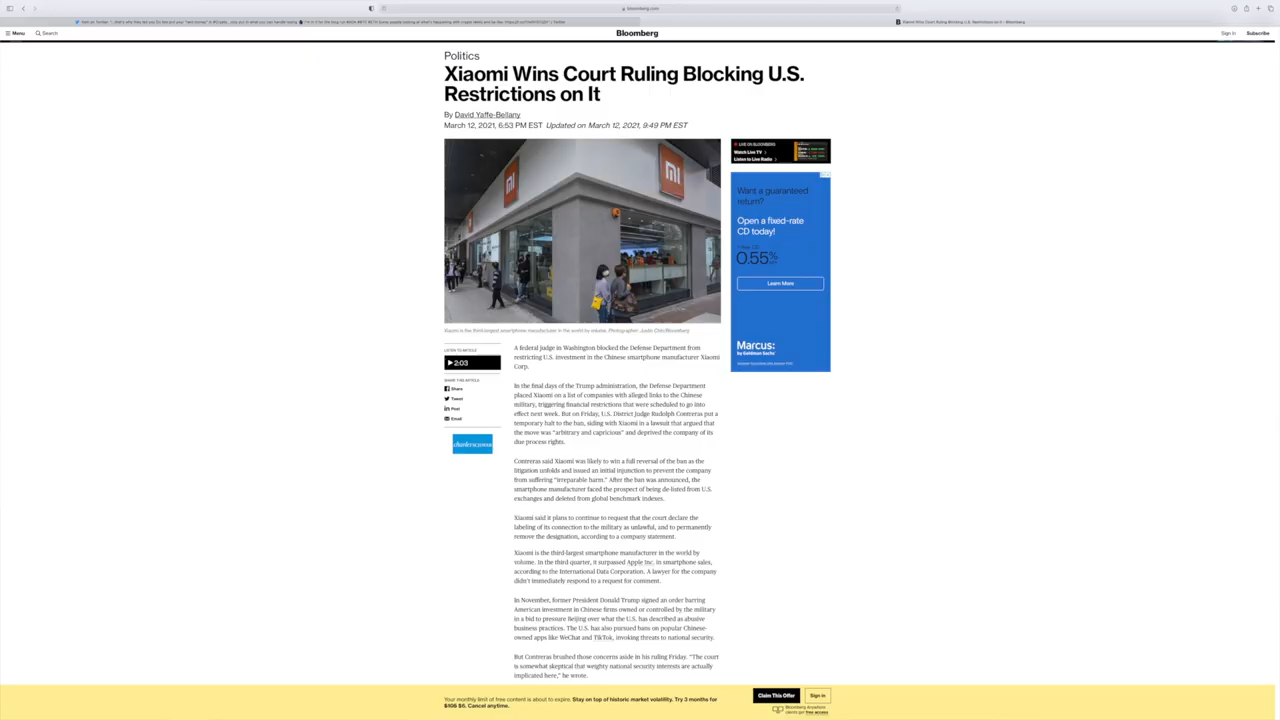 bloomberg.com
Xiaomi Wins Court Ruling Blocking U.S. Restrictions on It - Bloomberg
Menu
Search
Bloomberg
Sign In
Subscribe
Politics
Xiaomi Wins Court Ruling Blocking U.S.
Restrictions on It
By David Yaffe-Bellany
March 12, 2021, 6:53 PM EST Updated on March 12, 2021, 9:49 PM EST
mi
mi
Xiaomi is the third-largest smartphone manufacturer in the world by volume. Photographer: Justin Chin/Bloomberg
LIVE ON BLOOMBERG
Watch Live TV >
Listen to Live Radio >
Want a guaranteed
return?
Open a fixed-rate
CD today!
0.55%
Learn More
Marcus:
by Goldman Sachs
LISTEN TO ARTICLE
2:03
SHARE THIS ARTICLE
Share
Tweet
Post
Email
A federal judge in Washington blocked the Defense Department from
restricting U.S. investment in the Chinese smartphone manufacturer Xiaomi
Corp.
In the final days of the Trump administration, the Defense Department
placed Xiaomi on a list of companies with alleged links to the Chinese
military, triggering financial restrictions that were scheduled to go into
effect next week. But on Friday, U.S. District Judge Rudolph Contreras put a
temporary halt to the ban, siding with Xiaomi in a lawsuit that argued that
the move was “arbitrary and capricious” and deprived the company of its
due process rights.
Contreras said Xiaomi was likely to win a full reversal of the ban as the
litigation unfolds and issued an initial injunction to prevent the company
from suffering “irreparable harm.” After the ban was announced, the
smartphone manufacturer faced the prospect of being de-listed from U.S.
exchanges and deleted from global benchmark indexes.
Xiaomi said it plans to continue to request that the court declare the
labeling of its connection to the military as unlawful, and to permanently
remove the designation, according to a company statement.
Xiaomi is the third-largest smartphone manufacturer in the world by
volume. In the third quarter, it surpassed Apple Inc. in smartphone sales,
according to the International Data Corporation. A lawyer for the company
didn’t immediately respond to a request for comment.
In November, former President Donald Trump signed an order barring
American investment in Chinese firms owned or controlled by the military
in a bid to pressure Beijing over what the U.S. has described as abusive
business practices. The U.S. has also pursued bans on popular Chinese-
owned apps like WeChat and TikTok, invoking threats to national security.
But Contreras brushed those concerns aside in his ruling Friday. “The court
is somewhat skeptical that weighty national security interests are actually
implicated here,” he wrote.
Your monthly limit of free content is about to expire. Stay on top of historic market volatility. Try 3 months for
$105 $6. Cancel anytime.
Claim This Offer
Sign in
Bloomberg Anywhere
clients get free access